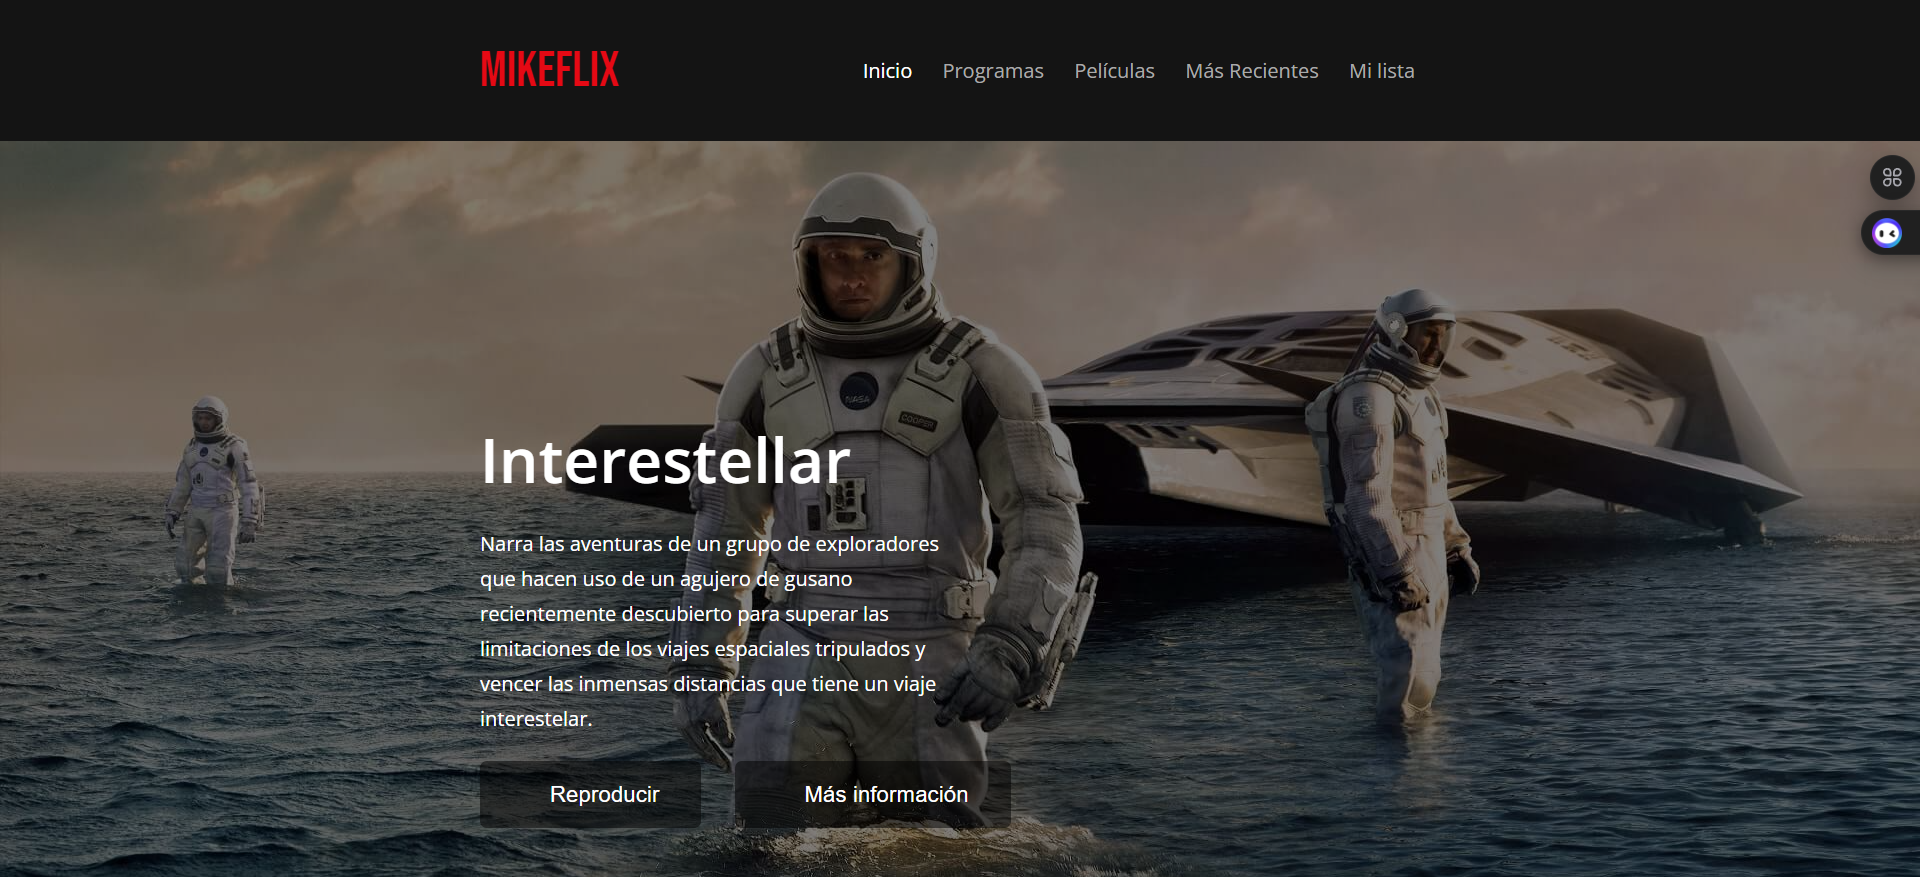 MIKEFLIX
Inicio Programas Películas Más Recientes Mi lista
NASA
COOPER
Interestellar
Narra las aventuras de un grupo de exploradores
que hacen uso de un agujero de gusano
recientemente descubierto para superar las
limitaciones de los viajes espaciales tripulados y
vencer las inmensas distancias que tiene un viaje
interestelar.
Reproducir Más información